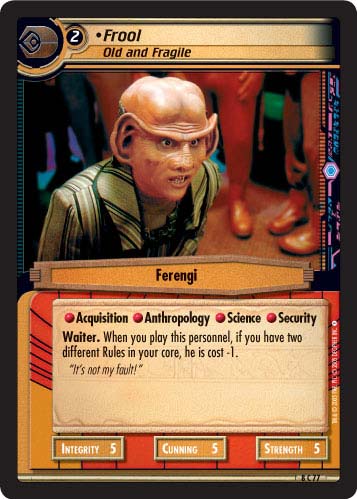 2
•Frool
Old and Fragile
Ferengi
Acquisition Anthropology Science Security
Waiter. When you play this personnel, if you have two
different Rules in your core, he is cost -1.
"It's not my fault!"
INTEGRITY 5 CUNNING 5 STRENGTH 5
8 C 77